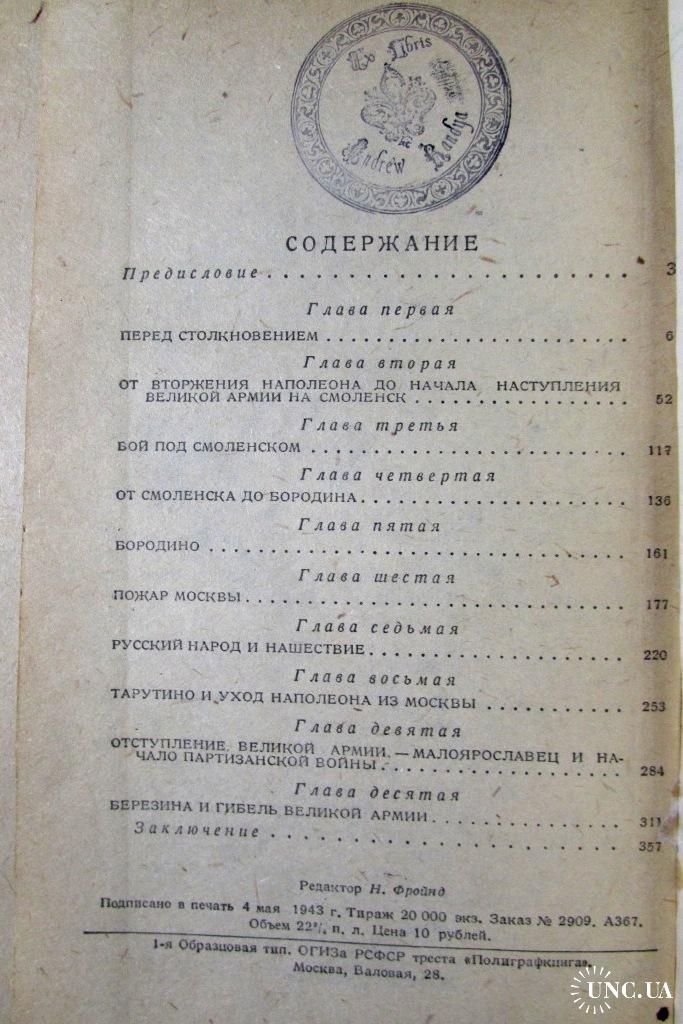 Ex Libris
Andrew
СОДЕРЖАНИЕ
Предисловие . . . . . . . . . . . . . . . . . . . . . . . . 3
Глава первая
ПЕРЕД СТОЛКНОВЕНИЕМ . . . . . . . . . . . . . . . . . . . . . 6
Глава вторая
ОТ ВТОРЖЕНИЯ НАПОЛЕОНА ДО НАЧАЛА НАСТУПЛЕНИЯ
ВЕЛИКОЙ АРМИИ НА СМОЛЕНСК . . . . . . . . . . . . . . . 52
Глава третья
БОЙ ПОД СМОЛЕНСКОМ . . . . . . . . . . . . . . . . . . . . . 117
Глава четвертая
ОТ СМОЛЕНСКА ДО БОРОДИНА . . . . . . . . . . . . . . . . . . 136
Глава пятая
БОРОДИНО . . . . . . . . . . . . . . . . . . . . . . . . . . 161
Глава шестая
ПОЖАР МОСКВЫ . . . . . . . . . . . . . . . . . . . . . . . . 177
Глава седьмая
РУССКИЙ НАРОД И НАШЕСТВИЕ . . . . . . . . . . . . . . . . . 220
Глава восьмая
ТАРУТИНО И УХОД НАПОЛЕОНА ИЗ МОСКВЫ . . . . . . . . . . 253
Глава девятая
ОТСТУПЛЕНИЕ ВЕЛИКОЙ АРМИИ. — МАЛОЯРОСЛАВЕЦ И НА-
ЧАЛО ПАРТИЗАНСКОЙ ВОЙНЫ . . . . . . . . . . . . . . . . 284
Глава десятая
БЕРЕЗИНА И ГИБЕЛЬ ВЕЛИКОЙ АРМИИ . . . . . . . . . . . . . 311
Заключение . . . . . . . . . . . . . . . . . . . . . . . 357
Редактор Н. Фройнд
Подписано в печать 4 мая 1943 г. Тираж 20 000 экз. Заказ № 2909. А367.
Объем п. л. Цена 10 рублей.
1-я Образцовая тип. ОГИЗа РСФСР треста «Полиграфкнига».
Москва, Валовая, 28.
UNC.UA